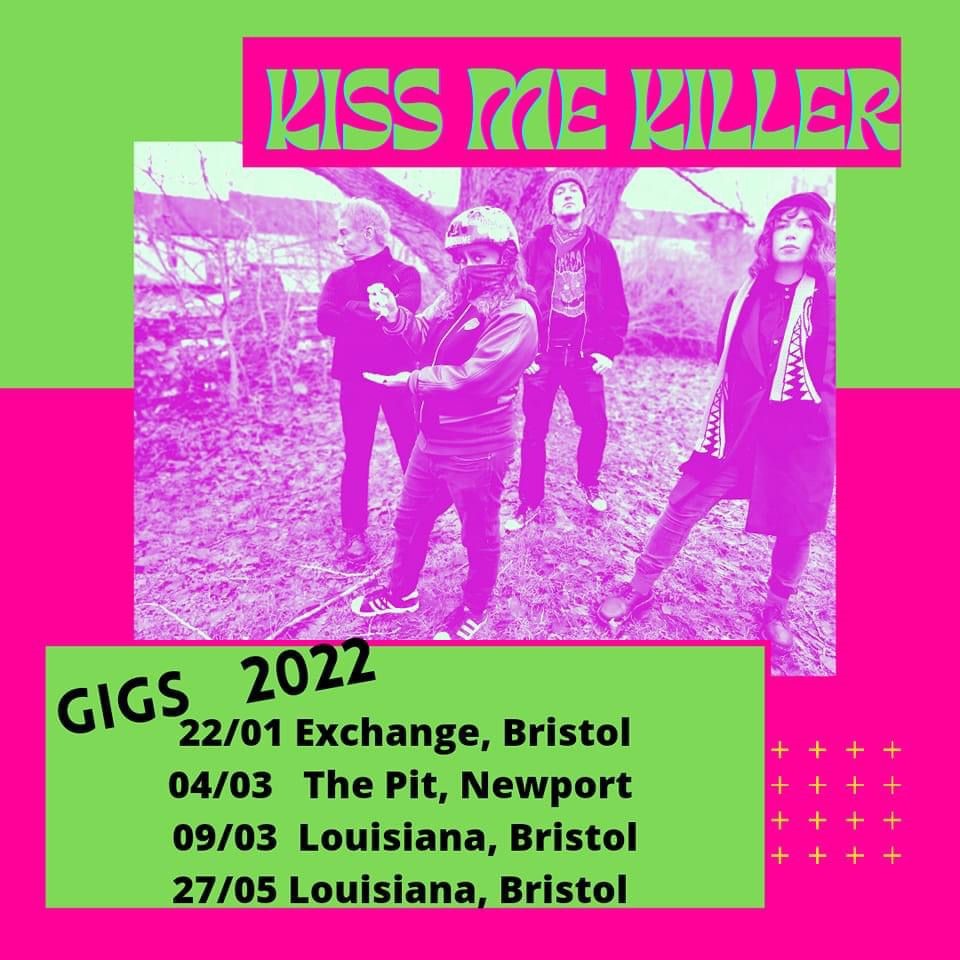 KISS ME KILLER
GIGS 2022
22/01 Exchange, Bristol
04/03 The Pit, Newport
09/03 Louisiana, Bristol
27/05 Louisiana, Bristol